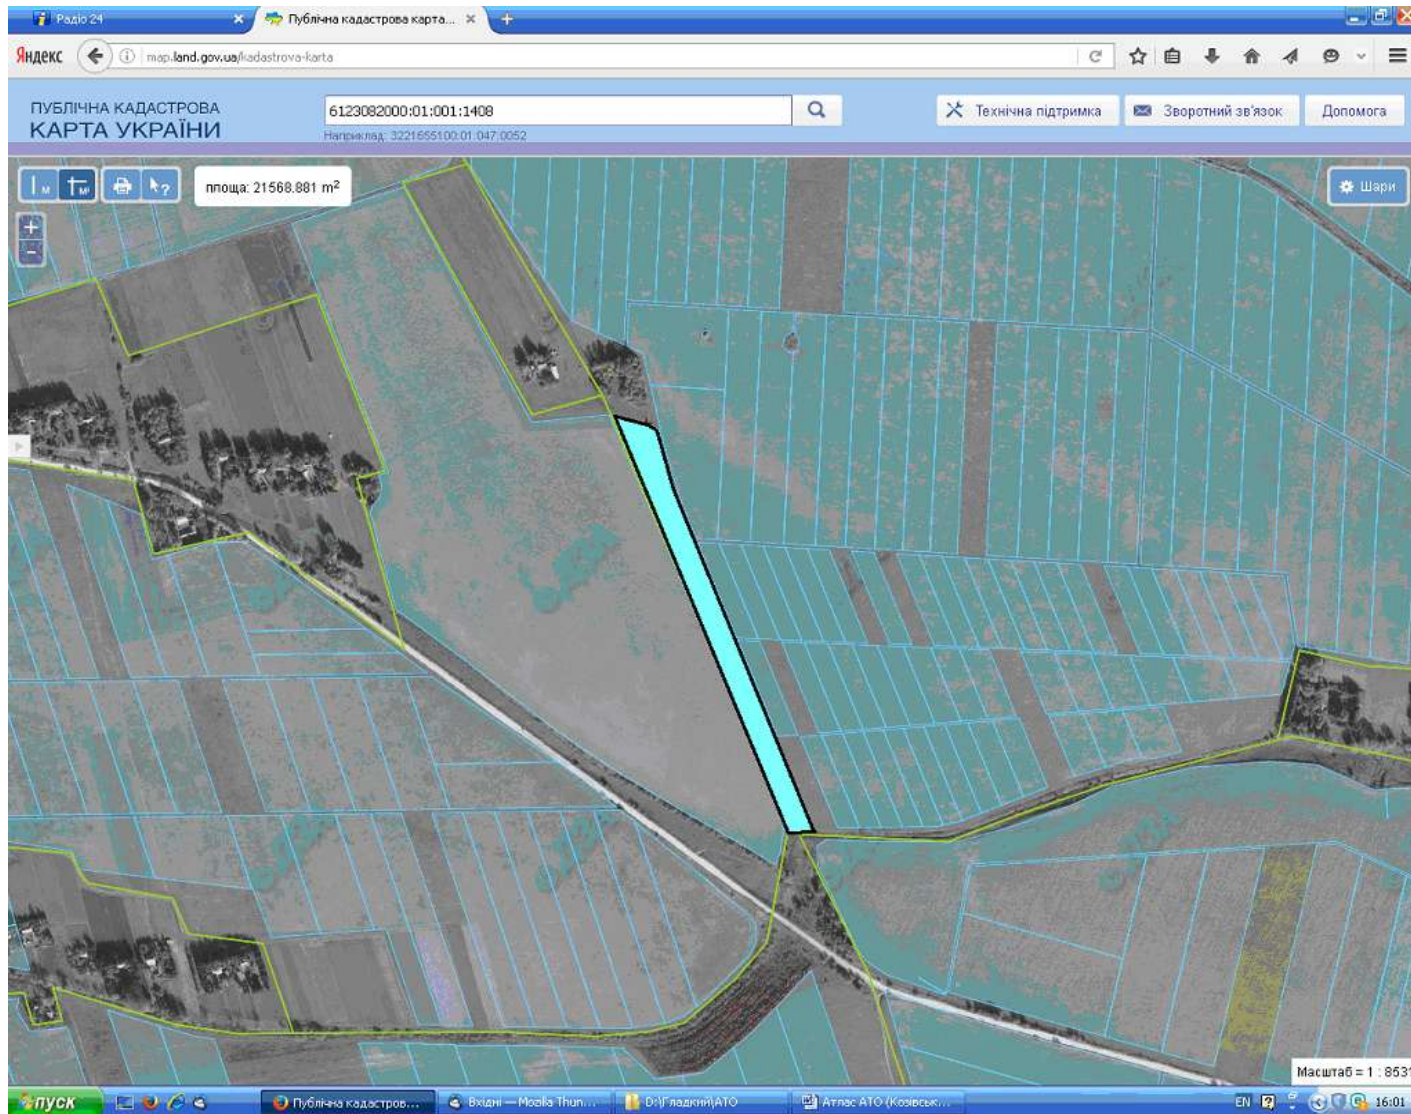 Радіо 24
Публічна кадастрова карта...
Яндекс
map.land.gov.ua/kadastrova-karta
ПУБЛІЧНА КАДАСТРОВА
КАРТА УКРАЇНИ
6123082000:01:001:1408
Наприклад: 3221655100:01:047:0052
Технічна підтримка
Зворотний зв'язок
Допомога
М
М²
площа: 21568.881 m²
Шари
Масштаб = 1 : 8531
пуск
Публічна кадастров...
Вхідні — Mozilla Thun...
D:\Гладкий\АТО
Атлас АТО (Козівськ...
EN
16:01